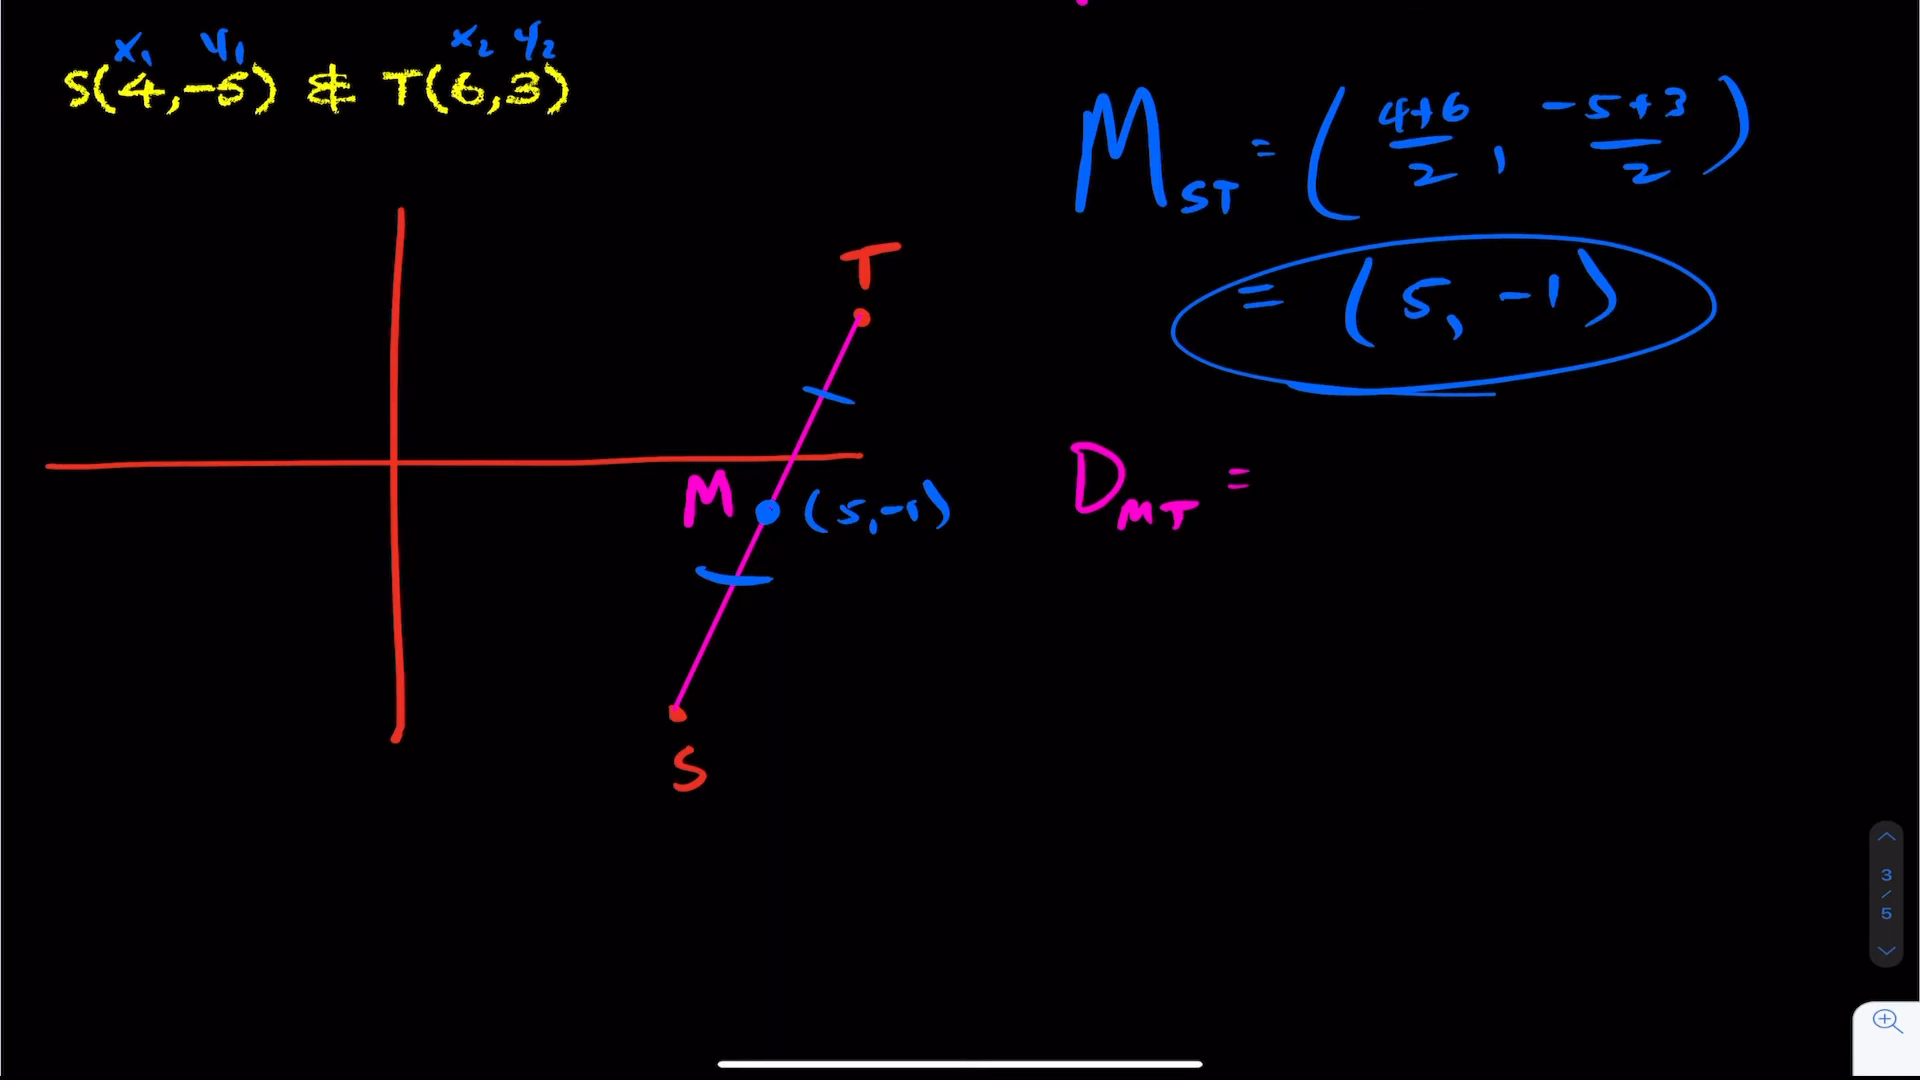 x₁ y₁ x₂ y₂
S(4,-5) & T(6,3)
M_ST = ( 4+6/2 , -5+3/2 )
= (5, -1)
T
M (5,-1)
D_MT =
S
3
/
5